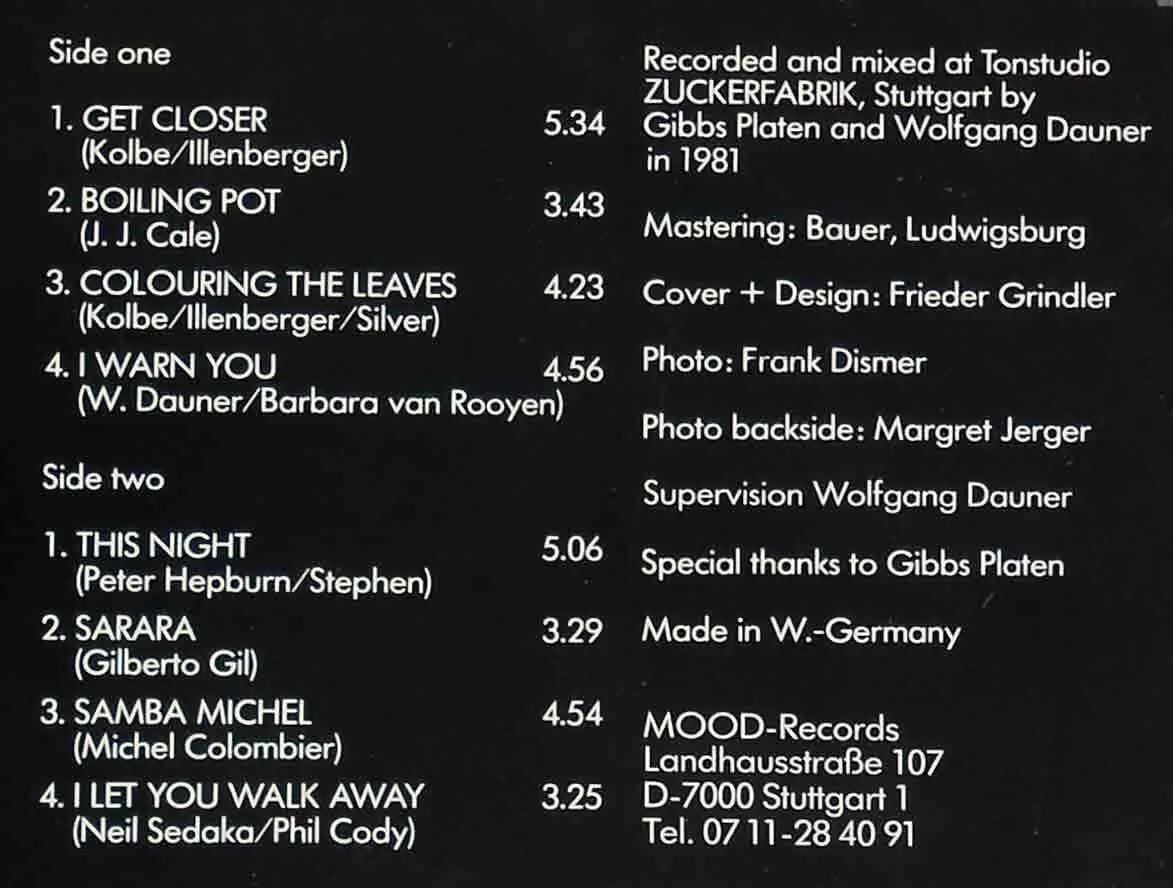 Side one
1. GET CLOSER 5.34
(Kolbe/Illenberger)
2. BOILING POT 3.43
(J. J. Cale)
3. COLOURING THE LEAVES 4.23
(Kolbe/Illenberger/Silver)
4. I WARN YOU 4.56
(W. Dauner/Barbara van Rooyen)
Side two
1. THIS NIGHT 5.06
(Peter Hepburn/Stephen)
2. SARARA 3.29
(Gilberto Gil)
3. SAMBA MICHEL 4.54
(Michel Colombier)
4. I LET YOU WALK AWAY 3.25
(Neil Sedaka/Phil Cody)
Recorded and mixed at Tonstudio
ZUCKERFABRIK, Stuttgart by
Gibbs Platen and Wolfgang Dauner
in 1981
Mastering: Bauer, Ludwigsburg
Cover + Design: Frieder Grindler
Photo: Frank Dismer
Photo backside: Margret Jerger
Supervision Wolfgang Dauner
Special thanks to Gibbs Platen
Made in W.-Germany
MOOD-Records
Landhausstraße 107
D-7000 Stuttgart 1
Tel. 07 11-28 40 91